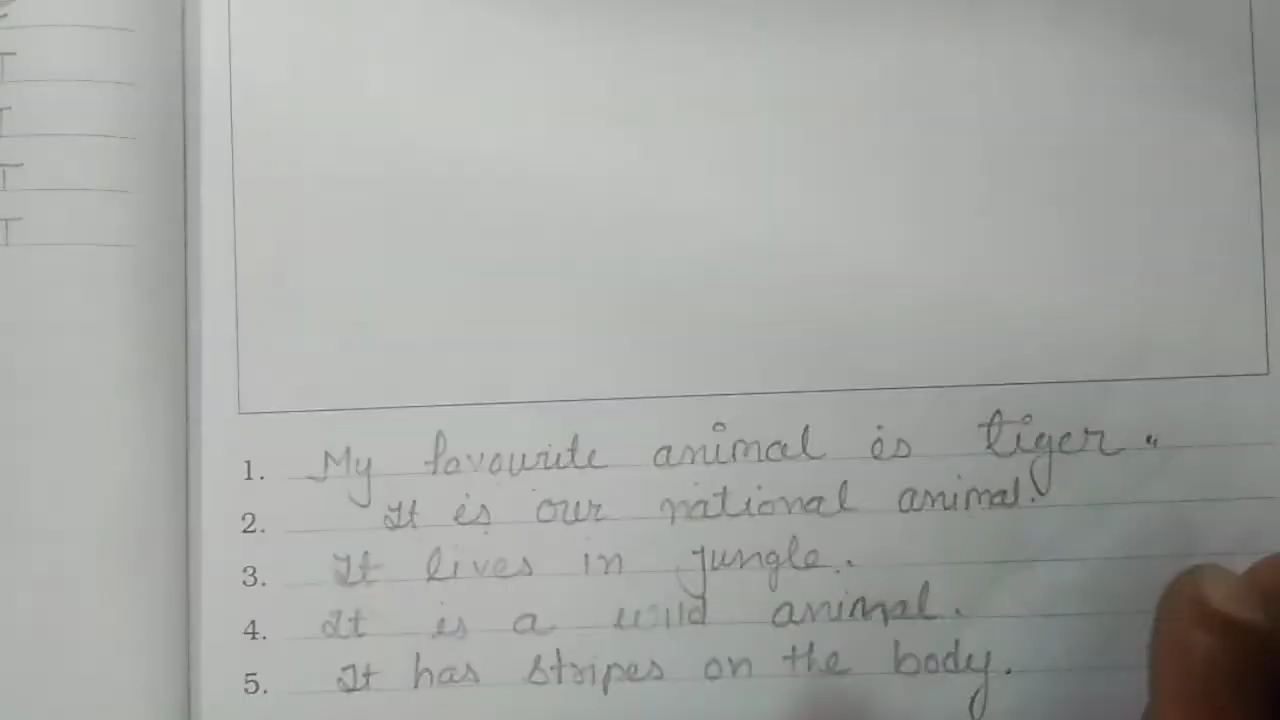 T
T
T
T
1. My favourite animal is tiger.
2. It is our national animal.
3. It lives in jungle.
4. It is a wild animal.
5. It has stripes on the body.